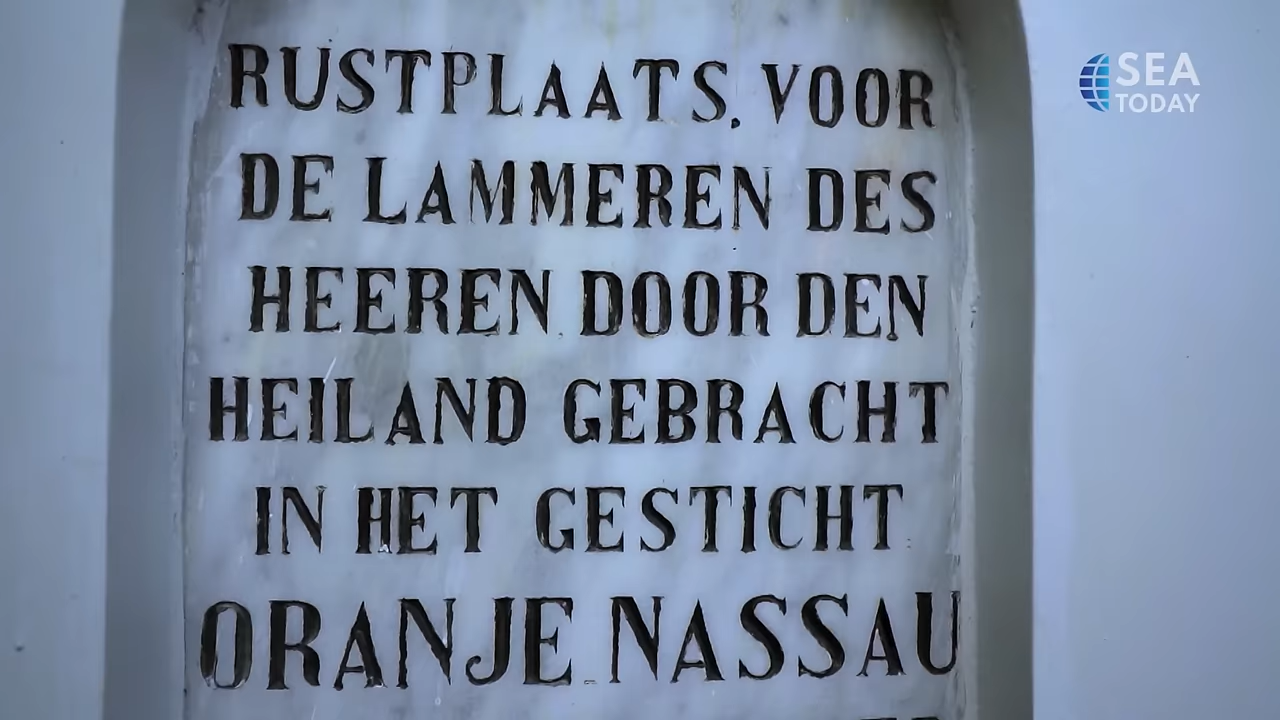 RUSTPLAATS. VOOR
DE LAMMEREN DES
HEEREN DOOR DEN
HEILAND GEBRACHT
IN HET GESTICHT
ORANJE NASSAU
SEA
TODAY